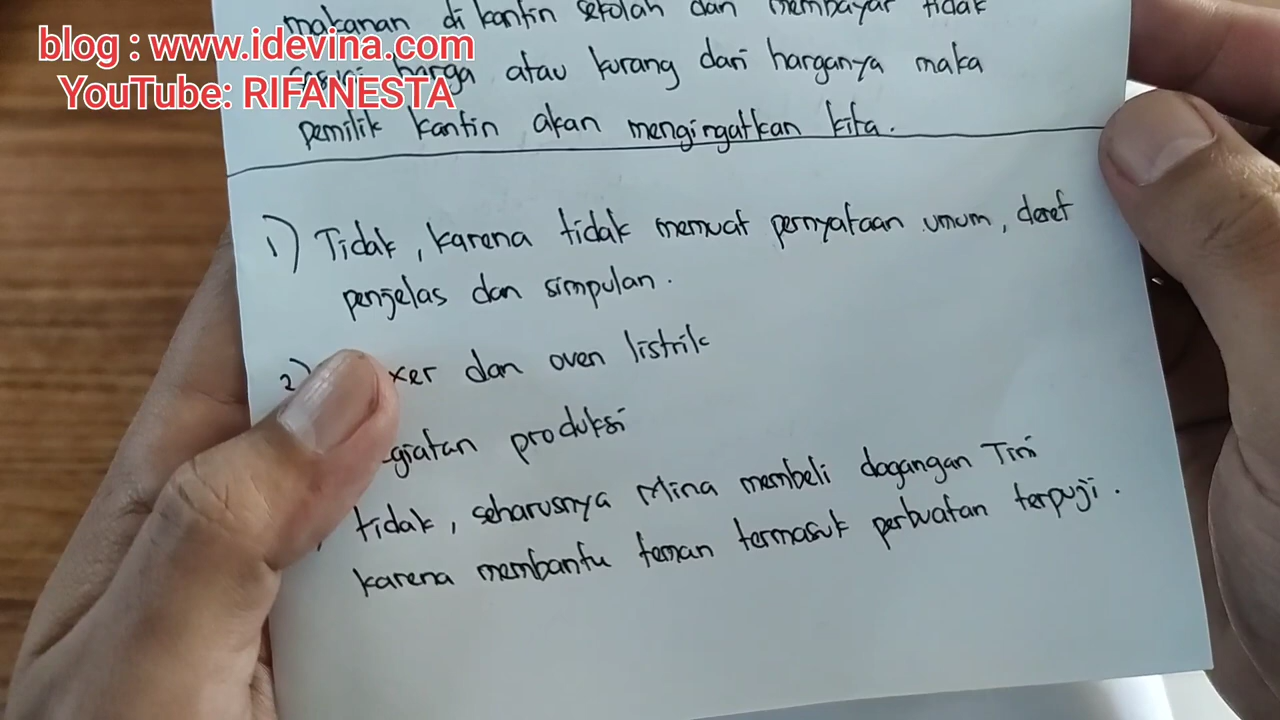 makanan di kantin sekolah dan membayar tidak
blog : www.idevina.com
sesuai harga atau kurang dari harganya maka
YouTube: RIFANESTA
pemilik kantin akan mengingatkan kita.
1) Tidak, karena tidak memuat pernyataan umum, deret
penjelas dan simpulan.
2) xer dan oven listrik
giatan produksi
tidak, seharusnya Mina membeli dagangan Tini
karena membantu teman termasuk perbuatan terpuji.